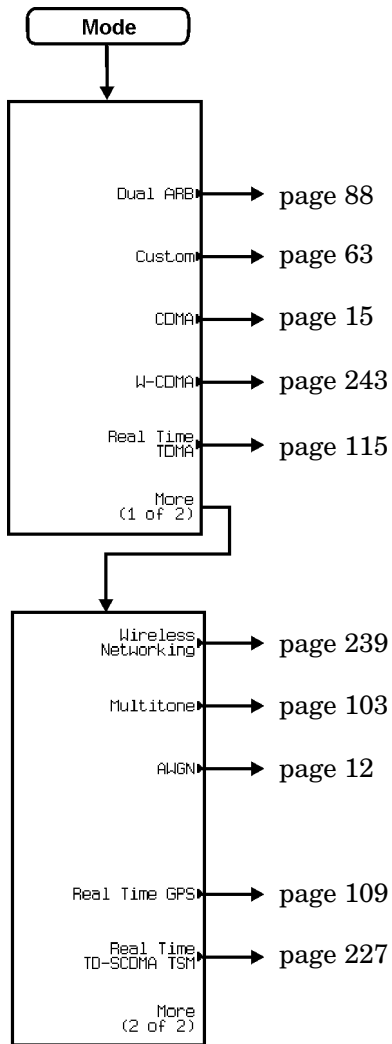 Mode
Dual ARB
page 88
Custom
page 63
CDMA
page 15
W-CDMA
page 243
Real Time
TDMA
page 115
More
(1 of 2)
Wireless
Networking
page 239
Multitone
page 103
AWGN
page 12
Real Time GPS
page 109
Real Time
TD-SCDMA TSM
page 227
More
(2 of 2)